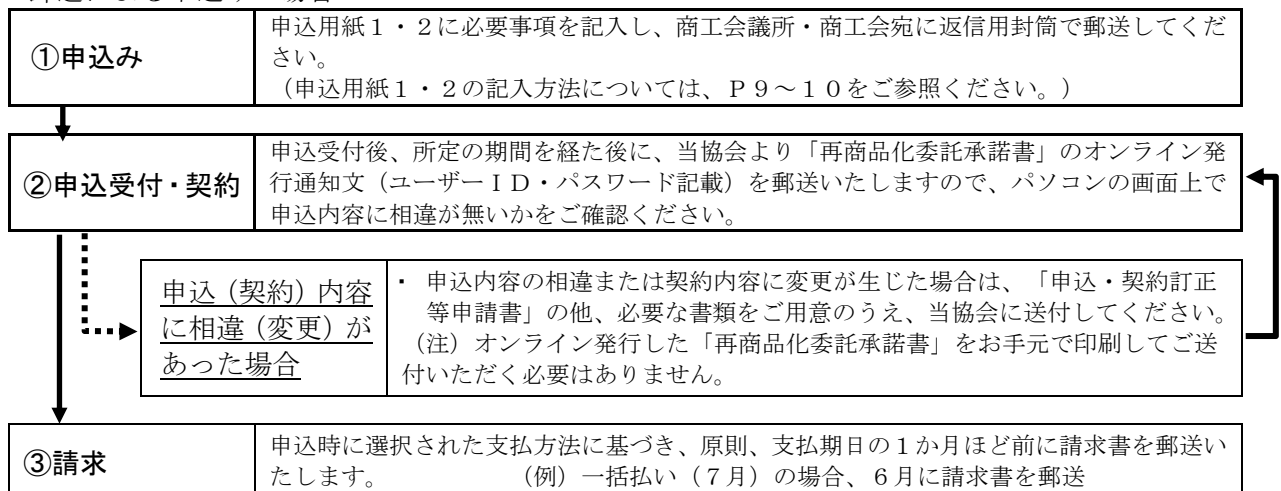 ①申込み
申込用紙１・２に必要事項を記入し、商工会議所・商工会宛に返信用封筒で郵送してくだ
さい。
（申込用紙１・２の記入方法については、Ｐ９～１０をご参照ください。）
②申込受付・契約
申込受付後、所定の期間を経た後に、当協会より「再商品化委託承諾書」のオンライン発
行通知文（ユーザーＩＤ・パスワード記載）を郵送いたしますので、パソコンの画面上で
申込内容に相違が無いかをご確認ください。
申込（契約）内容
に相違（変更）が
あった場合
・ 申込内容の相違または契約内容に変更が生じた場合は、「申込・契約訂正
等申請書」の他、必要な書類をご用意のうえ、当協会に送付してください。
（注）オンライン発行した「再商品化委託承諾書」をお手元で印刷してご送
付いただく必要はありません。
③請求
申込時に選択された支払方法に基づき、原則、支払期日の１か月ほど前に請求書を郵送い
たします。　　　　（例）一括払い（７月）の場合、６月に請求書を郵送